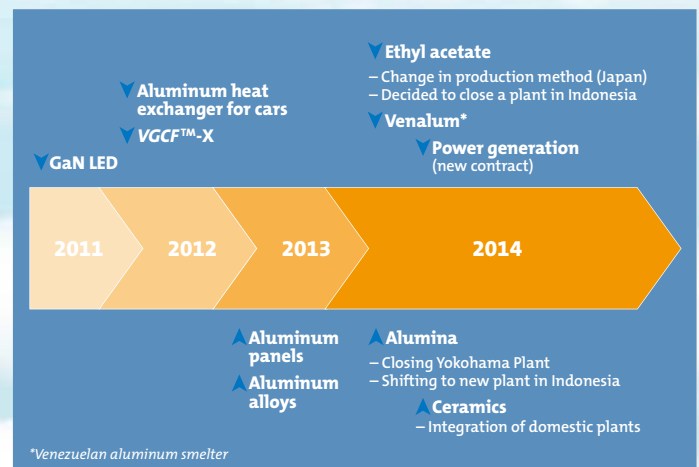 Ethyl acetate
– Change in production method (Japan)
– Decided to close a plant in Indonesia
Aluminum heat
exchanger for cars
VGCF™-X
Venalum*
Power generation
(new contract)
GaN LED
2011
2012
2013
2014
Aluminum
panels
Aluminum
alloys
Alumina
– Closing Yokohama Plant
– Shifting to new plant in Indonesia
Ceramics
– Integration of domestic plants
*Venezuelan aluminum smelter